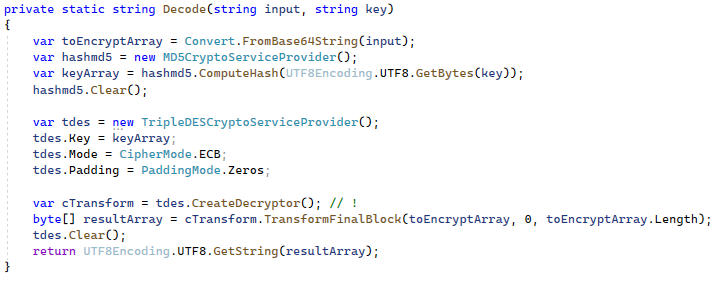 private static string Decode(string input, string key)
{
    var toEncryptArray = Convert.FromBase64String(input);
    var hashmd5 = new MD5CryptoServiceProvider();
    var keyArray = hashmd5.ComputeHash(UTF8Encoding.UTF8.GetBytes(key));
    hashmd5.Clear();

    var tdes = new TripleDESCryptoServiceProvider();
    tdes.Key = keyArray;
    tdes.Mode = CipherMode.ECB;
    tdes.Padding = PaddingMode.Zeros;

    var cTransform = tdes.CreateDecryptor(); // !
    byte[] resultArray = cTransform.TransformFinalBlock(toEncryptArray, 0, toEncryptArray.Length);
    tdes.Clear();
    return UTF8Encoding.UTF8.GetString(resultArray);
}